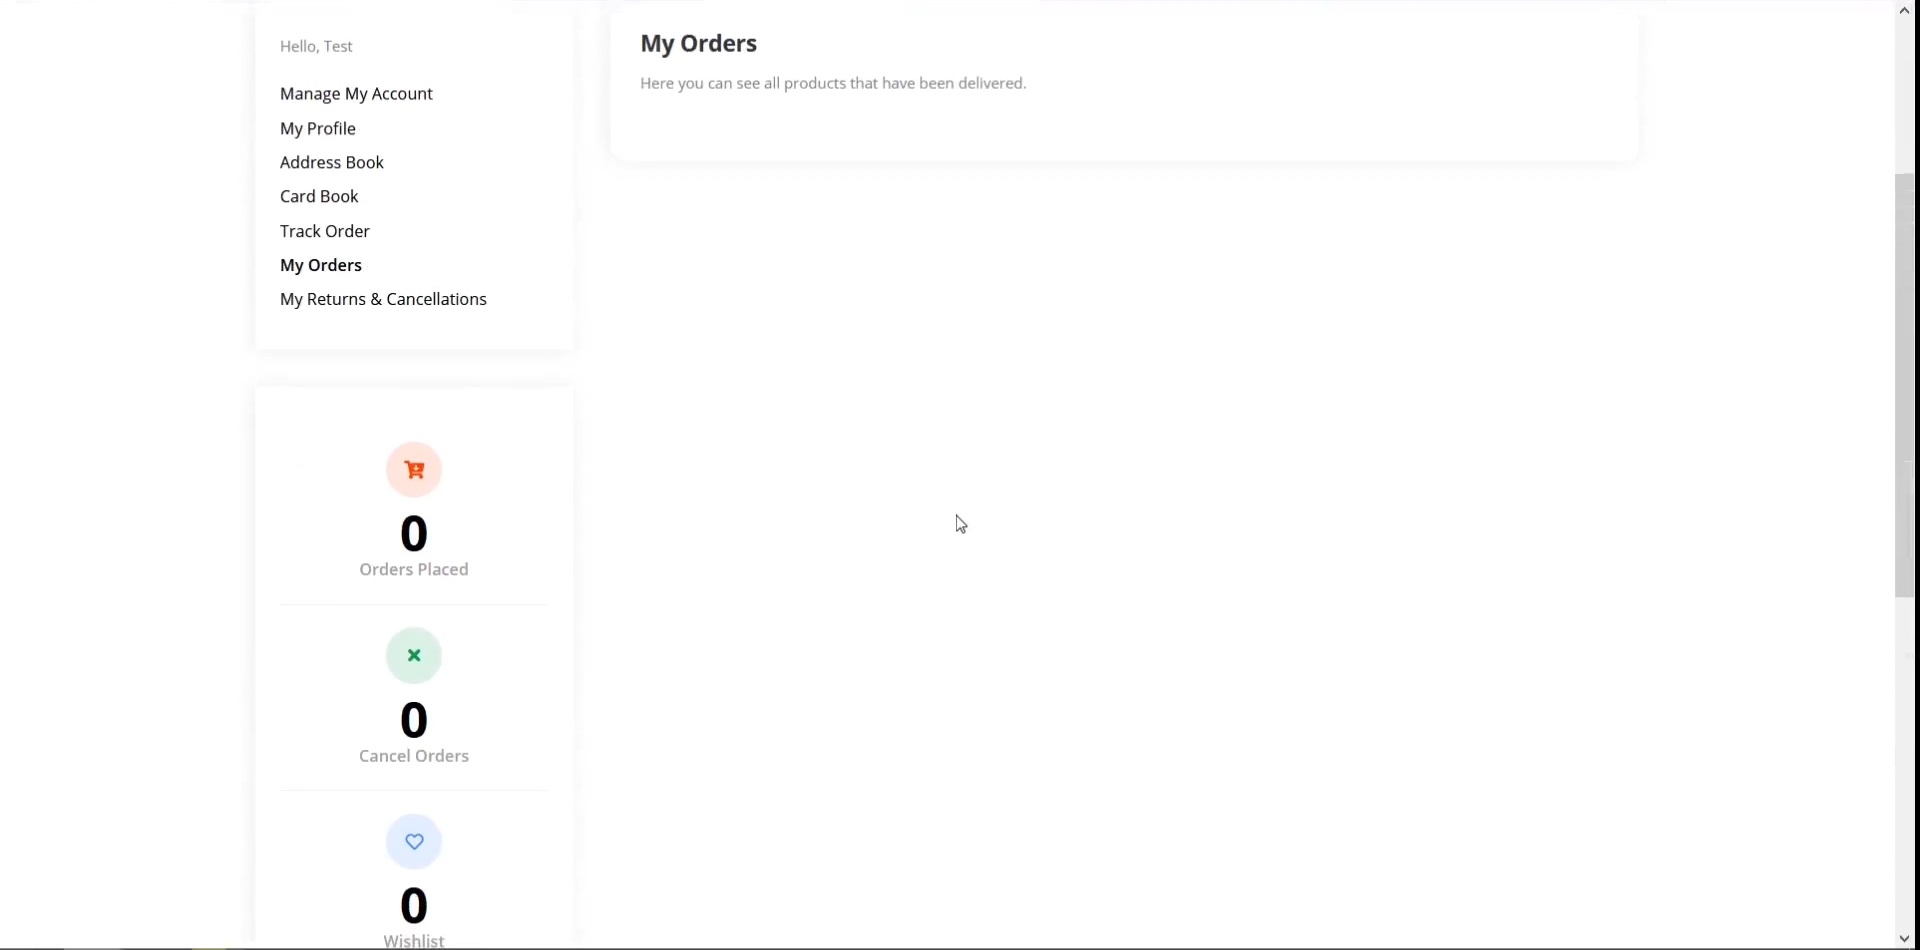 Hello, Test
Manage My Account
My Profile
Address Book
Card Book
Track Order
My Orders
My Returns & Cancellations
0
Orders Placed
0
Cancel Orders
0
Wishlist
My Orders
Here you can see all products that have been delivered.